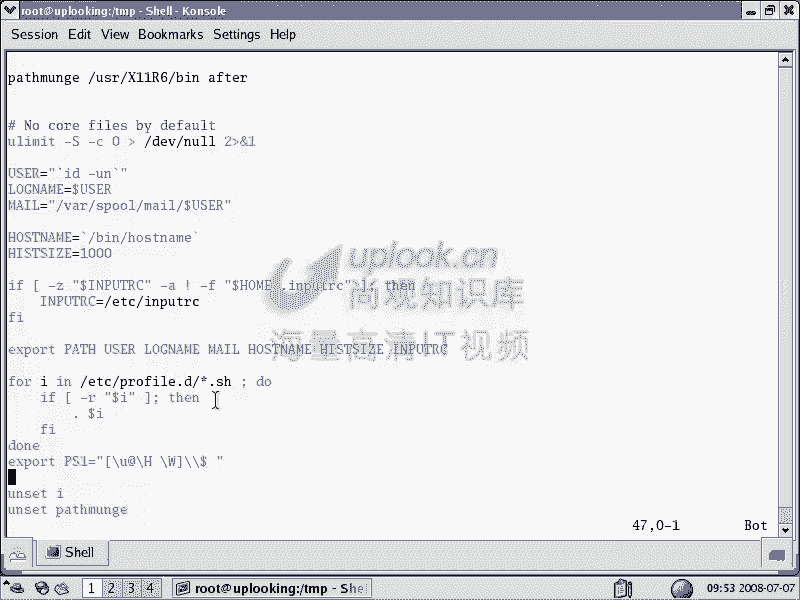 root@uplooking:/tmp - Shell - Konsole
Session Edit View Bookmarks Settings Help
pathmunge /usr/X11R6/bin after
# No core files by default
ulimit -S -c 0 > /dev/null 2>&1
USER="`id -un`"
LOGNAME=$USER
MAIL="/var/spool/mail/$USER"
HOSTNAME=`/bin/hostname`
HISTSIZE=1000
if [ -z "$INPUTRC" -a ! -f "$HOME/.inputrc" ]; then
    INPUTRC=/etc/inputrc
fi
export PATH USER LOGNAME MAIL HOSTNAME HISTSIZE INPUTRC
for i in /etc/profile.d/*.sh ; do
    if [ -r "$i" ]; then
        . $i
    fi
done
export PS1="[\u@\H \W]\\$ "
unset i
unset pathmunge
47,0-1 Bot
uplook.cn
尚观知识库
海量高清IT视频
Shell
1 2 3 4 root@uplooking:/tmp - She 09:53 2008-07-07